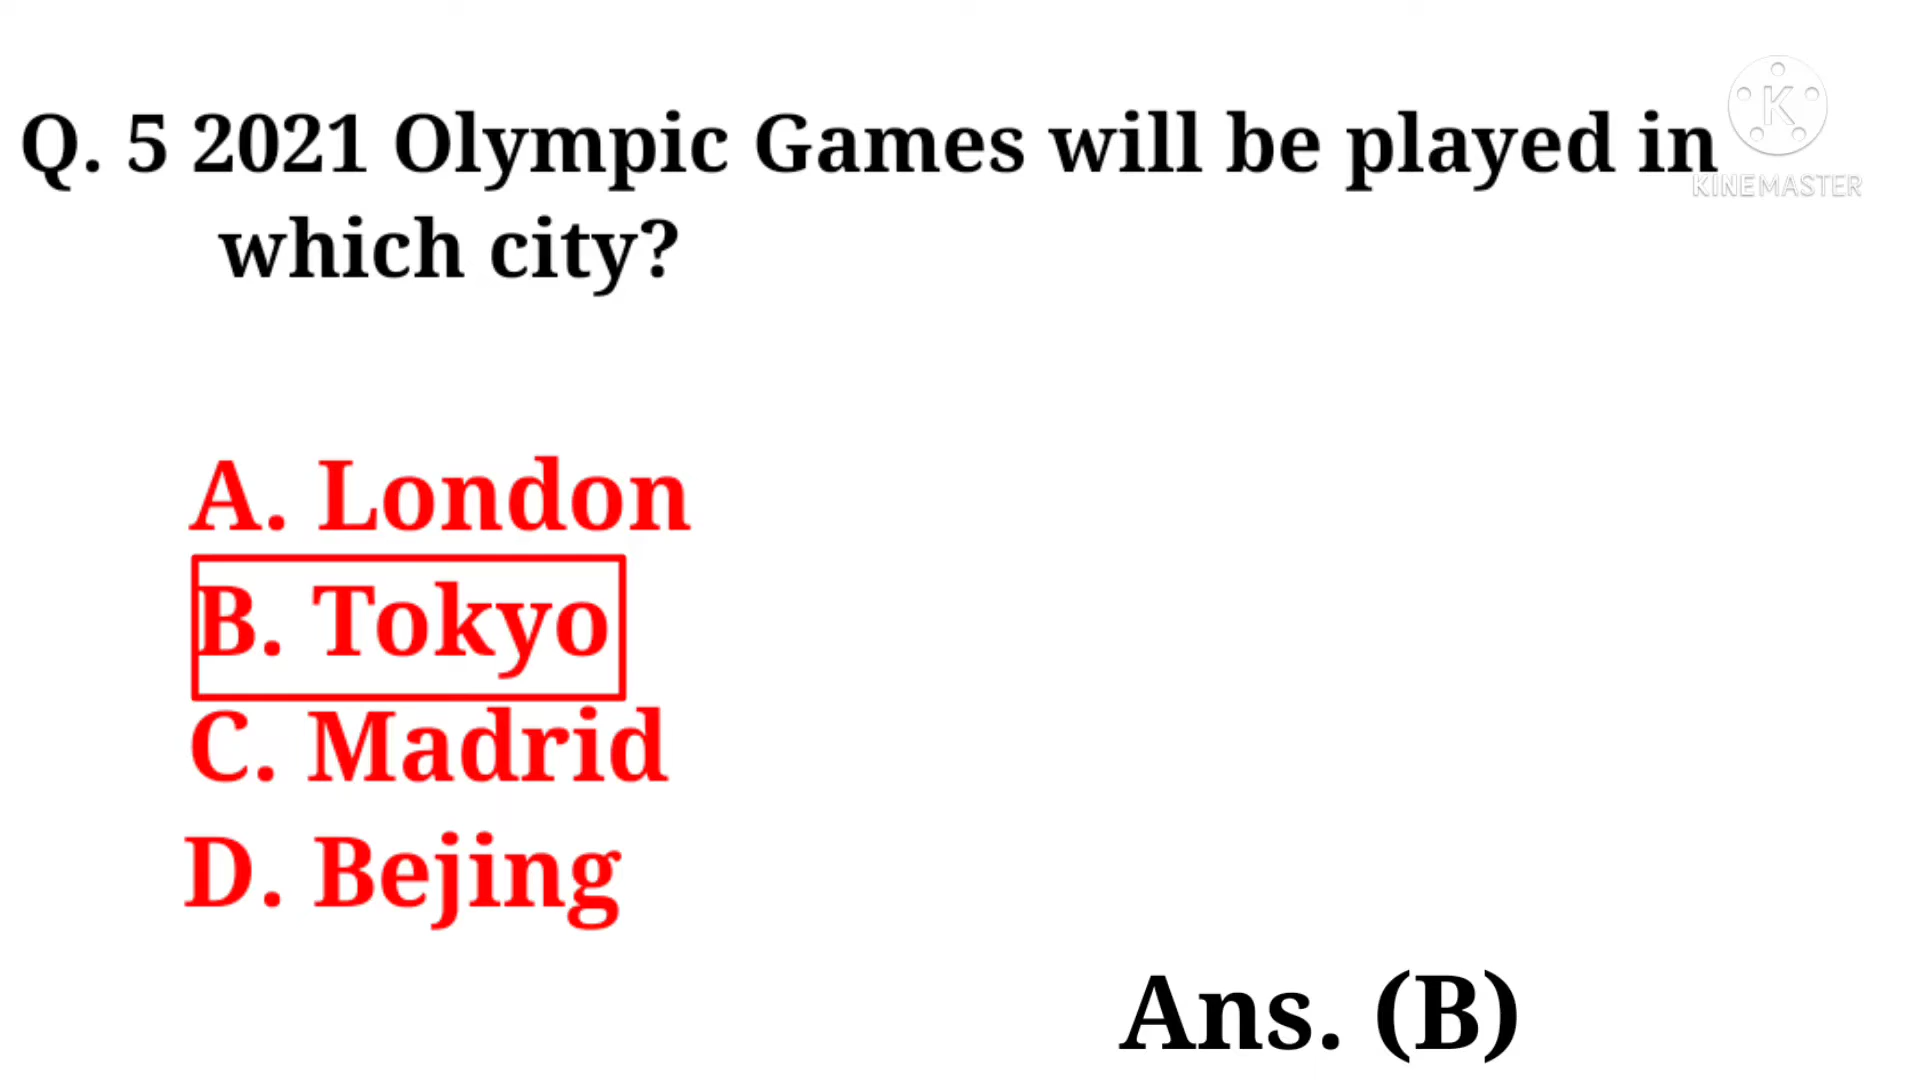 Q. 5 2021 Olympic Games will be played in
which city?
KINEMASTER
A. London
B. Tokyo
C. Madrid
D. Bejing
Ans. (B)